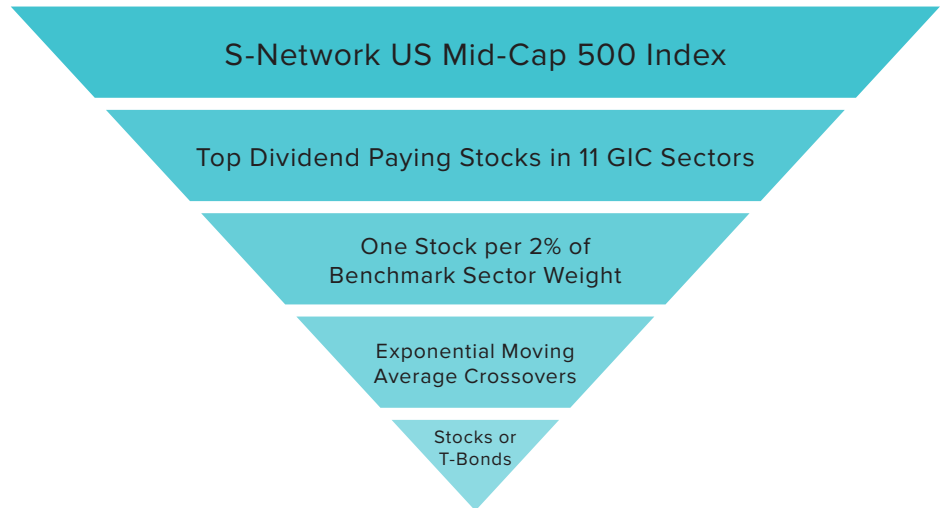 S-Network US Mid-Cap 500 Index
Top Dividend Paying Stocks in 11 GIC Sectors
One Stock per 2% of
Benchmark Sector Weight
Exponential Moving
Average Crossovers
Stocks or
T-Bonds